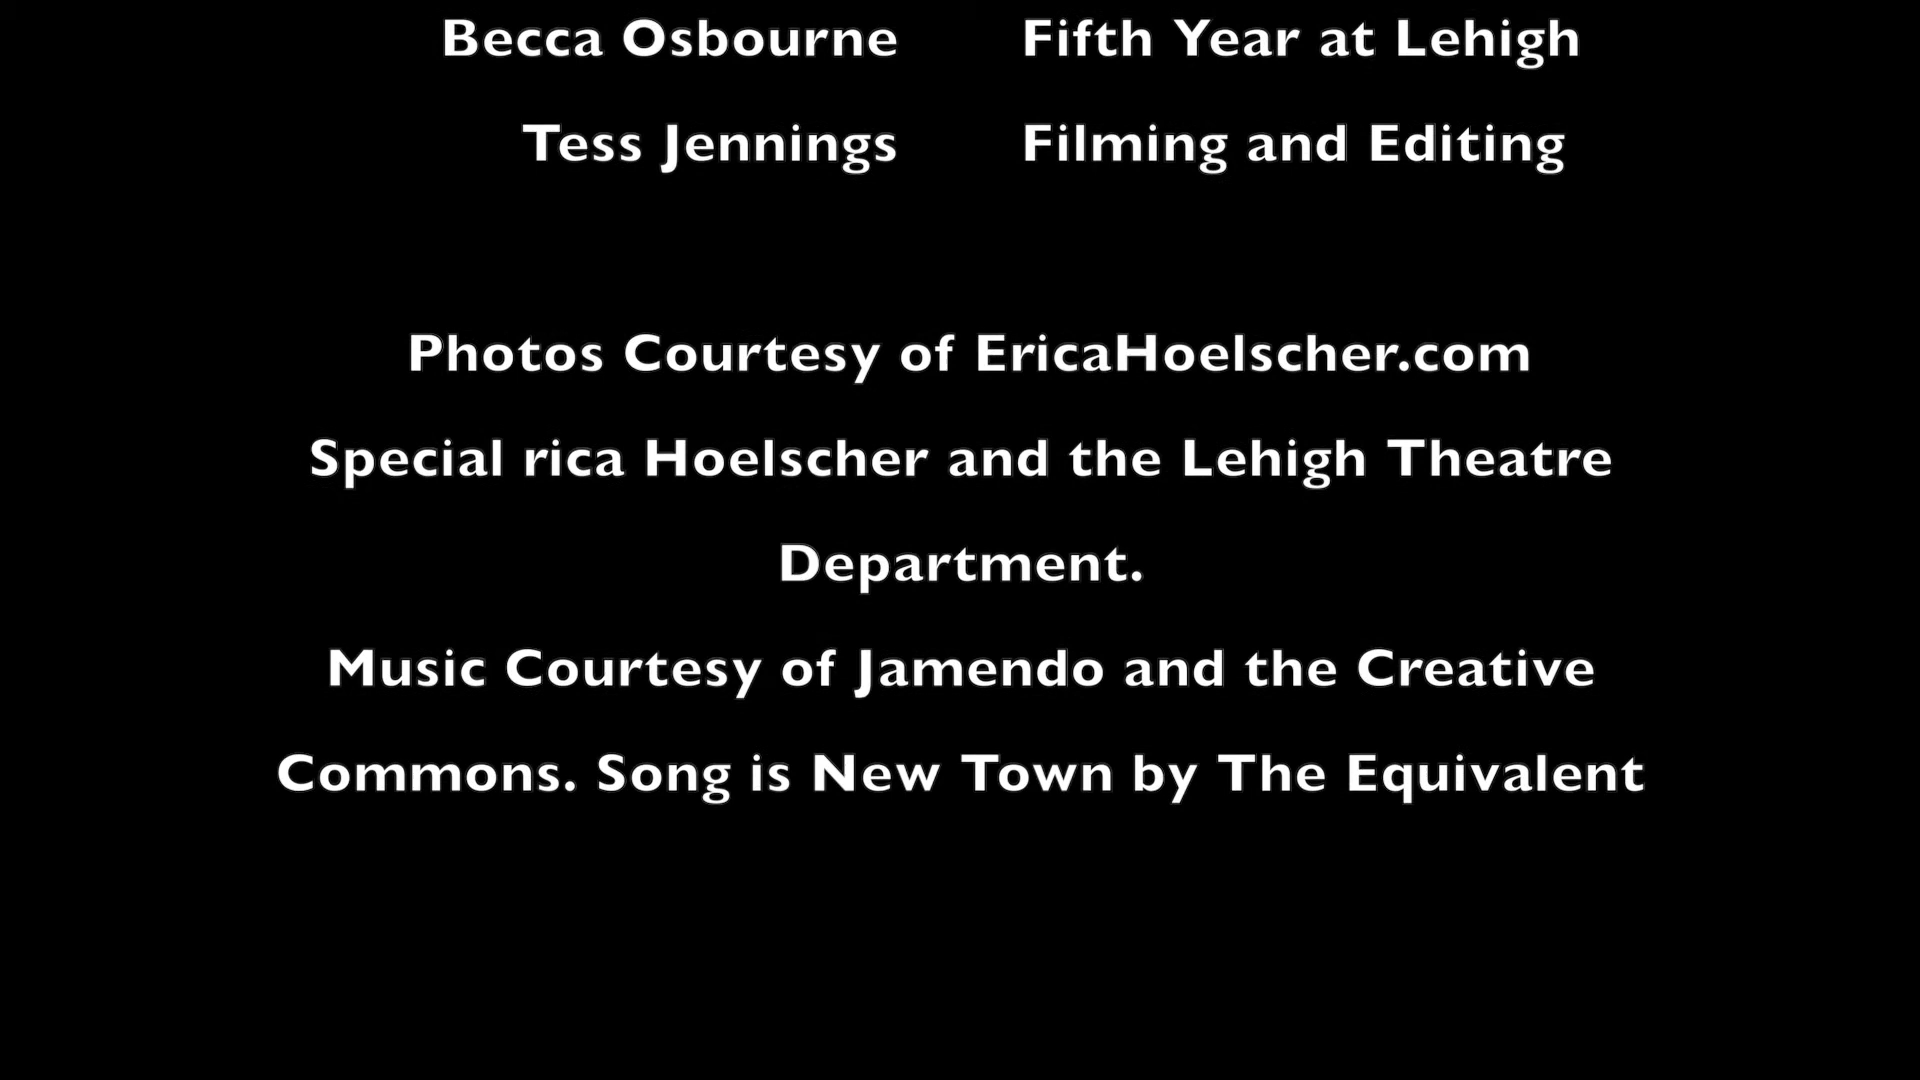 Becca Osbourne Fifth Year at Lehigh
Tess Jennings Filming and Editing
Photos Courtesy of EricaHoelscher.com
Special rica Hoelscher and the Lehigh Theatre
Department.
Music Courtesy of Jamendo and the Creative
Commons. Song is New Town by The Equivalent